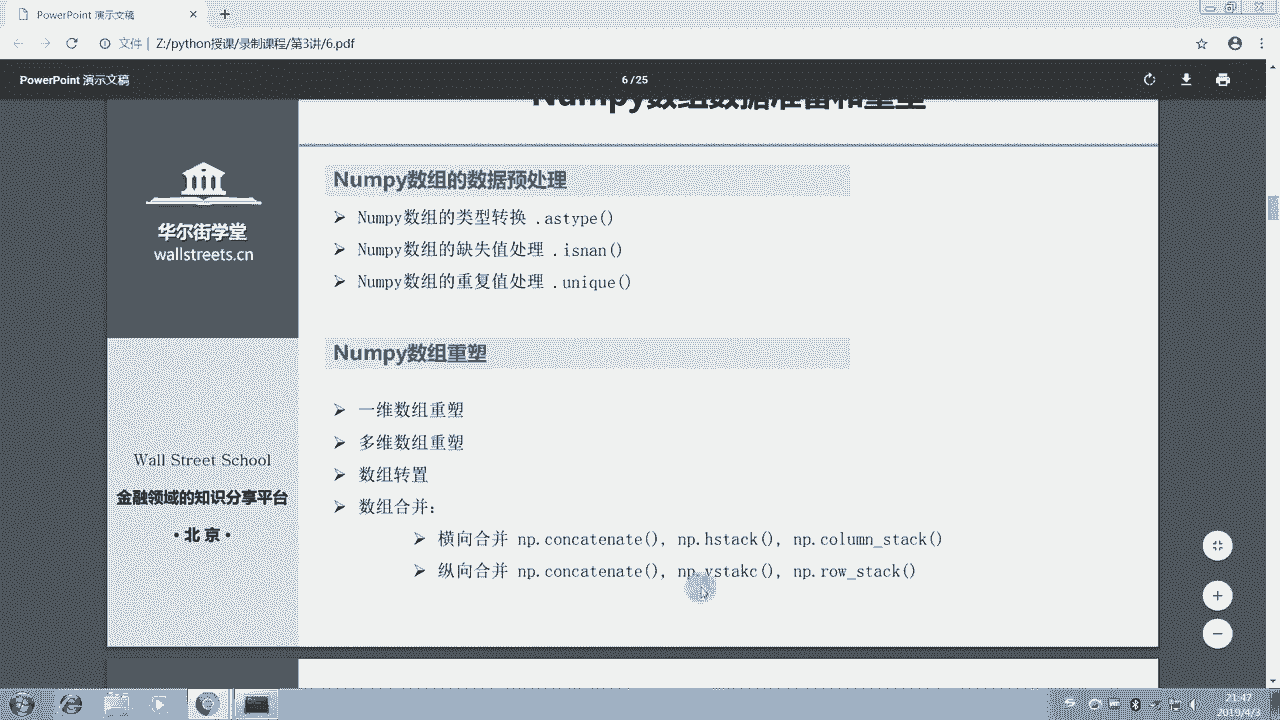 PowerPoint 演示文稿
文件 | Z:/python授课/录制课程/第3讲/6.pdf
PowerPoint 演示文稿
6 / 25
Numpy数组数据准备和重塑
华尔街学堂
wallstreets.cn
Wall Street School
金融领域的知识分享平台
• 北 京 •
Numpy数组的数据预处理
➢ Numpy数组的类型转换 .astype()
➢ Numpy数组的缺失值处理 .isnan()
➢ Numpy数组的重复值处理 .unique()
Numpy数组重塑
➢ 一维数组重塑
➢ 多维数组重塑
➢ 数组转置
➢ 数组合并：
➢ 横向合并 np.concatenate(), np.hstack(), np.column_stack()
➢ 纵向合并 np.concatenate(), np.vstakc(), np.row_stack()
21:47
2019/4/3